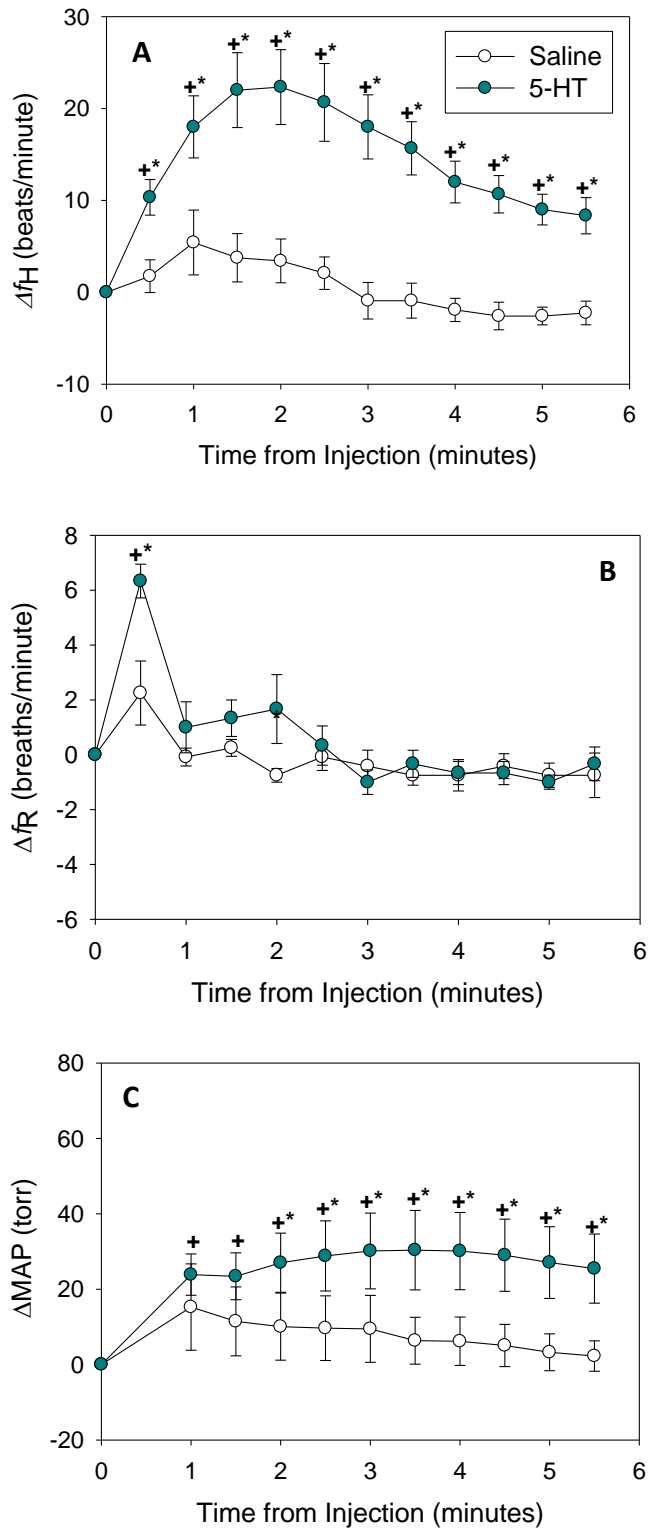 30
A
+* +* +* +* +* +* +* +* +* +* +*
Saline
5-HT
20
10
0
-10
ΔfH (beats/minute)
0 1 2 3 4 5 6
Time from Injection (minutes)
8
+*
B
6
4
2
*
0
-2
-4
-6
ΔfR (breaths/minute)
0 1 2 3 4 5 6
Time from Injection (minutes)
80
C
60
40
+ + +* +* +* +* +* +* +* +*
20
0
-20
ΔMAP (torr)
0 1 2 3 4 5 6
Time from Injection (minutes)